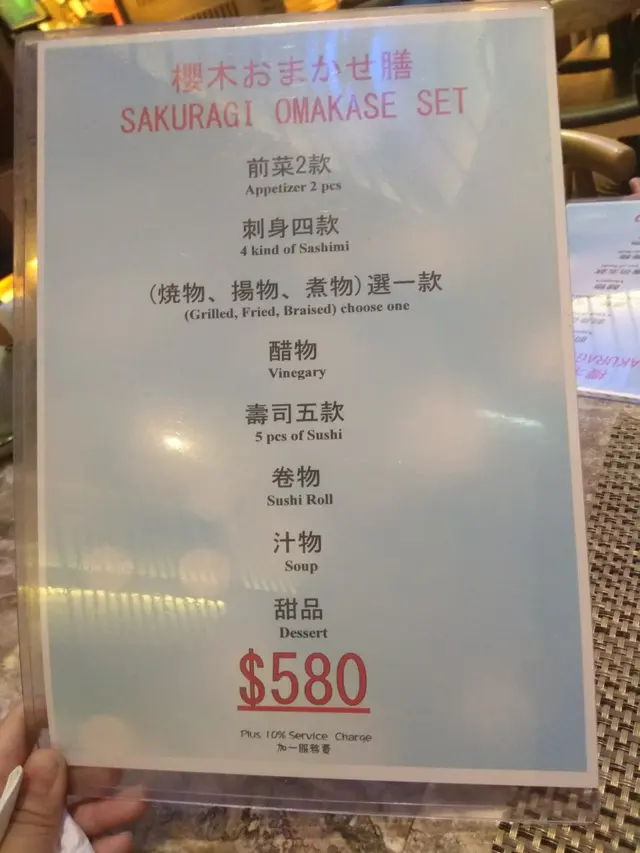 櫻木おまかせ膳
SAKURAGI OMAKASE SET
前菜2款
Appetizer 2 pcs
刺身四款
4 kind of Sashimi
(燒物、揚物、煮物)選一款
(Grilled, Fried, Braised) choose one
醋物
Vinegary
壽司五款
5 pcs of Sushi
卷物
Sushi Roll
汁物
Soup
甜品
Dessert
$580
Plus 10% Service Charge
加一服務費